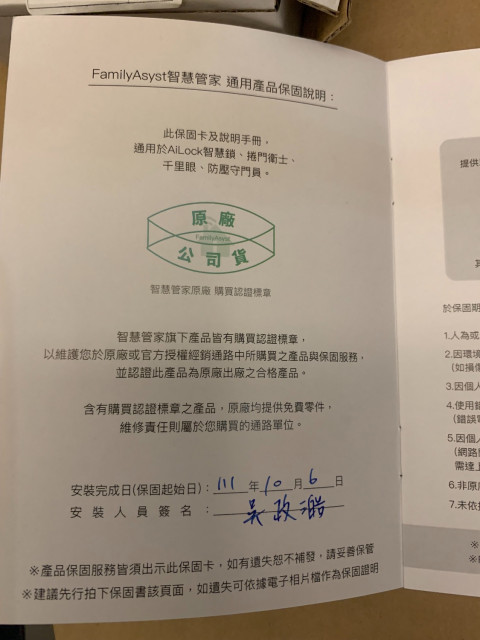 FamilyAsyst智慧管家 通用產品保固說明：
此保固卡及說明手冊，
適用於AiLock智慧鎖、捲門衛士、
千里眼、防壓守門員。
原廠
FamilyAsyst
公司貨
智慧管家原廠 購買認證標章
智慧管家旗下產品皆有購買認證標章，
以維護您於原廠或官方授權經銷通路中所購買之產品與保固服務，
並認證此產品為原廠出廠之合格產品。
含有購買認證標章之產品，原廠均提供免費零件，
維修責任則屬於您購買的通路單位。
安裝完成日(保固起始日)：111年10月6日
安裝人員簽名：吳政澔
※產品保固服務皆須出示此保固卡，如有遺失恕不補發，請妥善保管
※建議先行拍下保固書該頁面，如遺失可依據電子相片檔作為保固證明
提供
於保固期
1.人為或
2.因環境
(如損傷
3.因個人
4.使用錯
(錯誤電
5.因個人
(網路
需達上
6.非原
7.未依